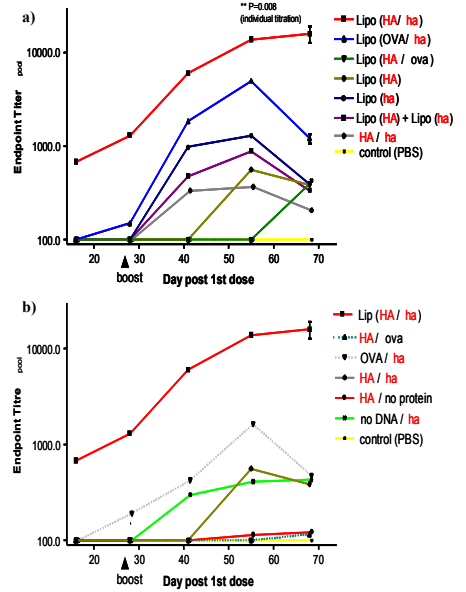 a)
** P=0.008
(individual titration)
Endpoint Titer pool
10000.0
1000.0
100.0
20 30 40 50 60 70
boost
Day post 1st dose
Lipo (HA/ ha)
Lipo (OVA/ ha)
Lipo (HA / ova)
Lipo (HA)
Lipo (ha)
Lipo (HA) + Lipo (ha)
HA / ha
control (PBS)
b)
Endpoint Titre pool
10000.0
1000.0
100.0
20 30 40 50 60 70
boost
Day post 1st dose
Lip (HA/ ha)
HA / ova
OVA / ha
HA / ha
HA / no protein
no DNA / ha
control (PBS)